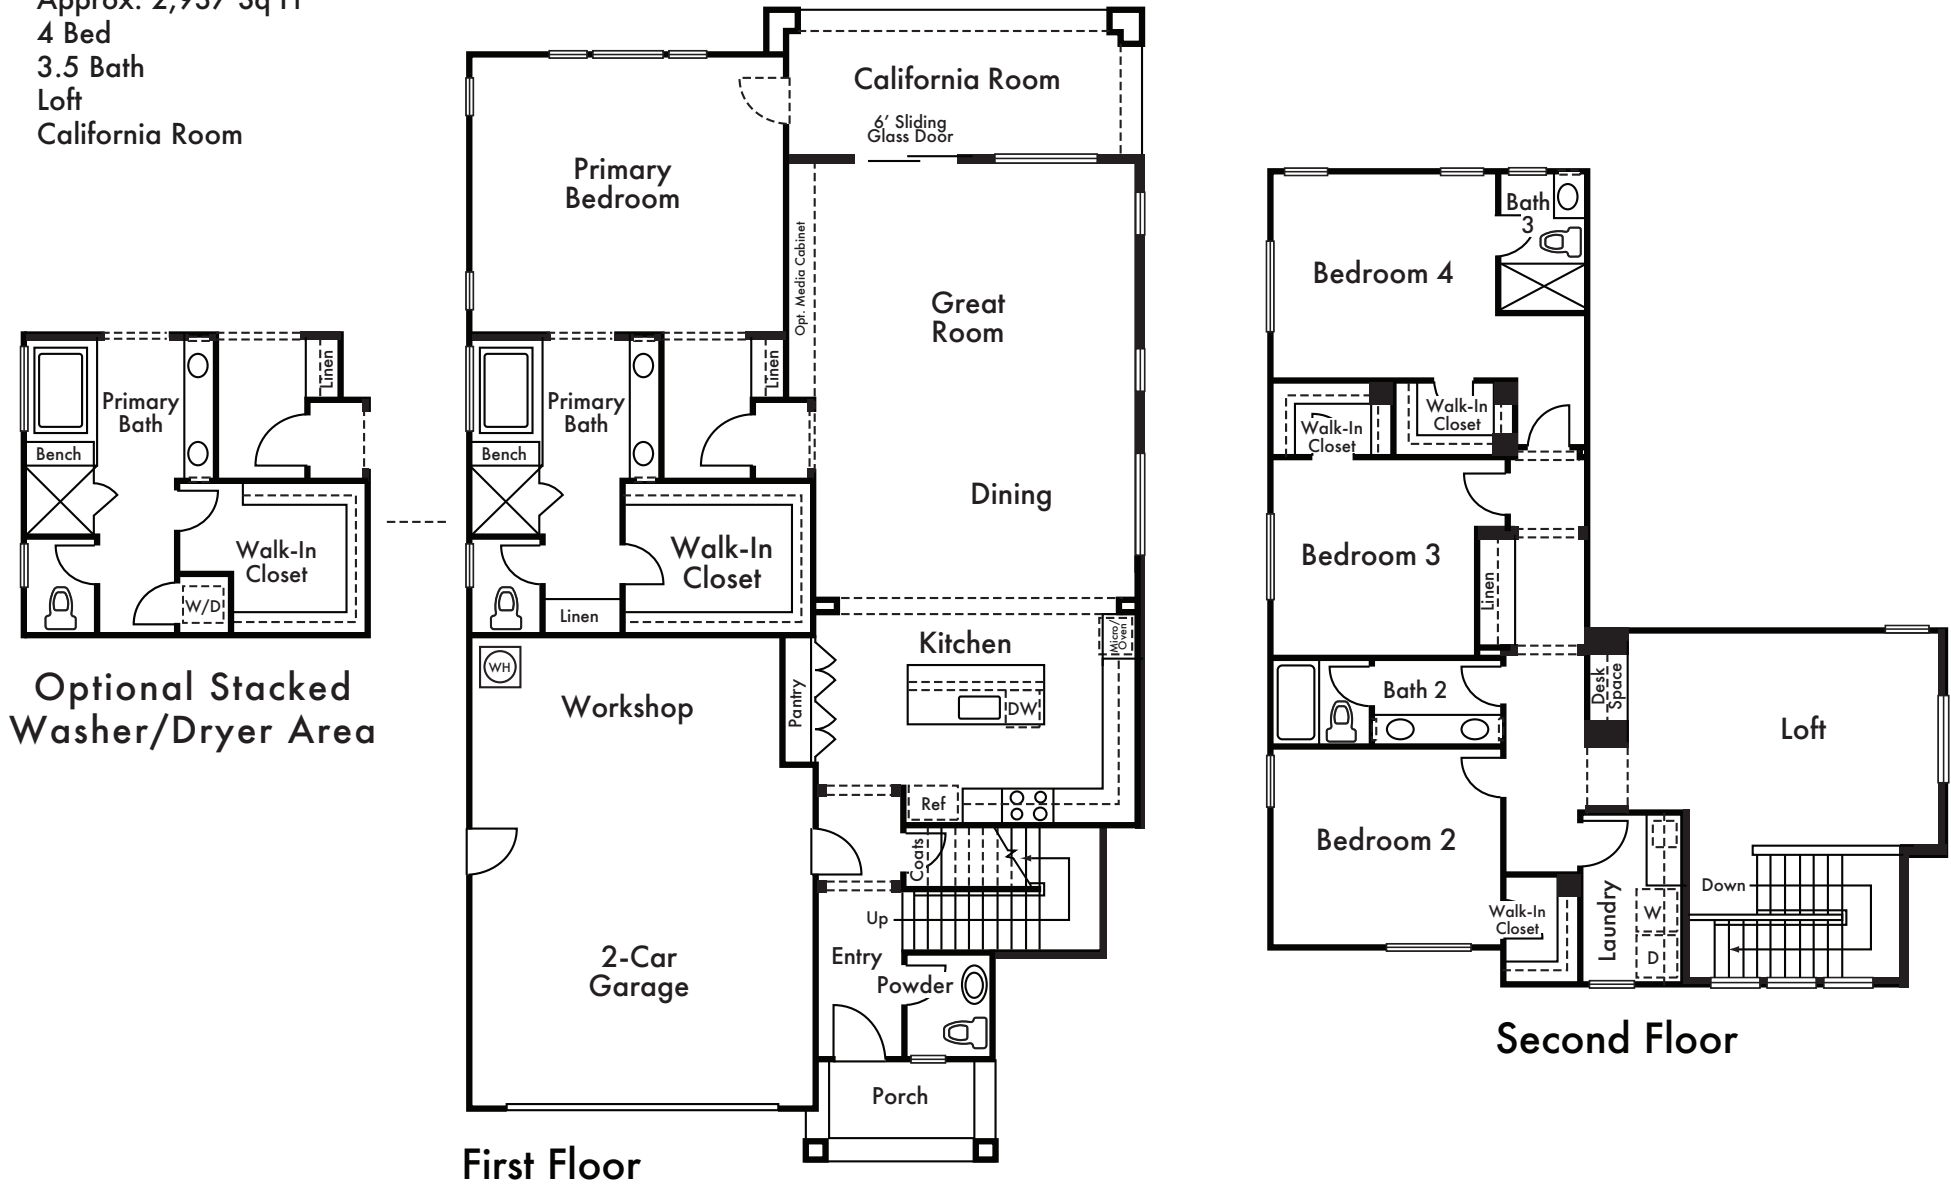 Approx. Sq Ft
4 Bed
3.5 Bath
Loft
California Room
California Room
6' Sliding
Glass Door
Primary
Bedroom
Opt. Media Cabinet
Great
Room
Linen
Primary
Bath
Bench
Dining
Walk-In
Closet
Linen
Kitchen
Micro/
Oven
WH
Workshop
Pantry
DW
Ref
Coats
Up
2-Car
Garage
Entry
Powder
Porch
First Floor
Linen
Primary
Bath
Bench
Walk-In
Closet
W/D
Optional Stacked
Washer/Dryer Area
Bath
3
Bedroom 4
Walk-In
Closet
Walk-In
Closet
Bedroom 3
Linen
Bath 2
Desk
Space
Loft
Bedroom 2
Walk-In
Closet
Laundry
W
D
Down
Second Floor